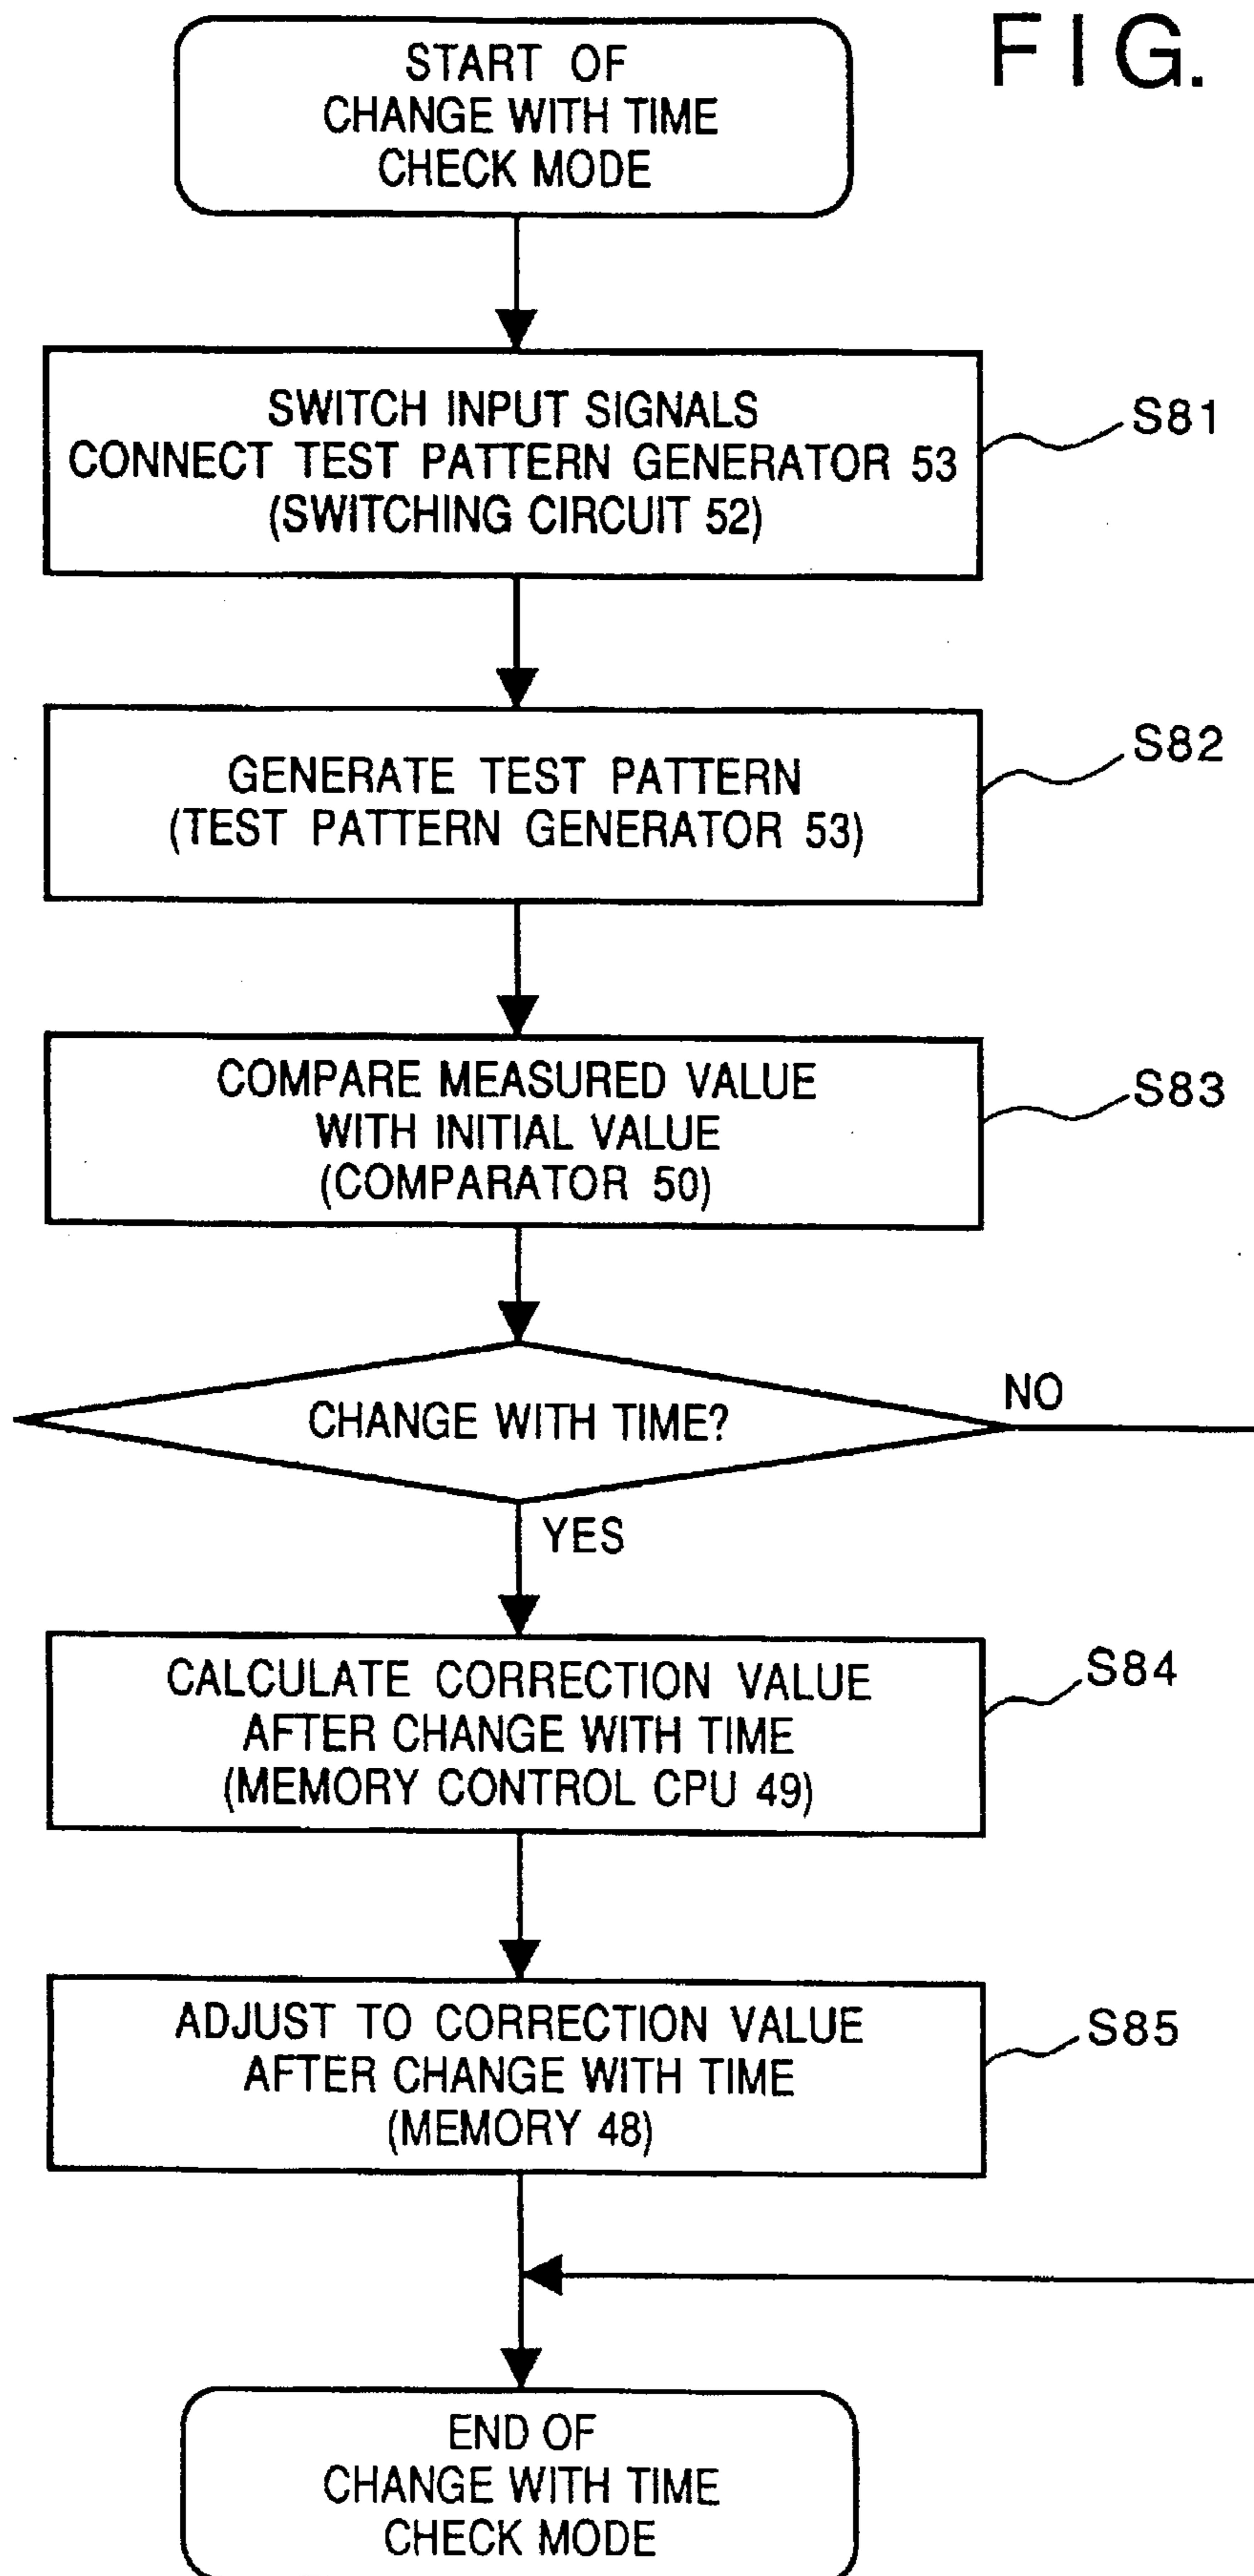 FIG.
START OF
CHANGE WITH TIME
CHECK MODE
SWITCH INPUT SIGNALS
CONNECT TEST PATTERN GENERATOR 53
(SWITCHING CIRCUIT 52)
S81
GENERATE TEST PATTERN
(TEST PATTERN GENERATOR 53)
S82
COMPARE MEASURED VALUE
WITH INITIAL VALUE
(COMPARATOR 50)
S83
CHANGE WITH TIME?
NO
YES
CALCULATE CORRECTION VALUE
AFTER CHANGE WITH TIME
(MEMORY CONTROL CPU 49)
S84
ADJUST TO CORRECTION VALUE
AFTER CHANGE WITH TIME
(MEMORY 48)
S85
END OF
CHANGE WITH TIME
CHECK MODE